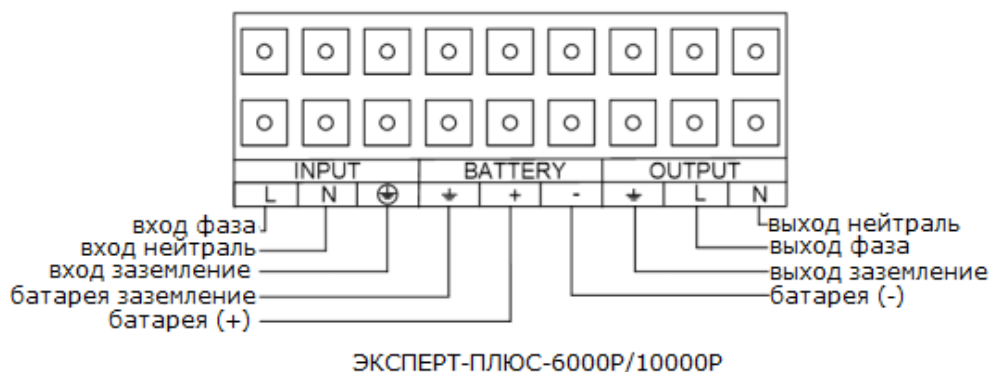 INPUT BATTERY OUTPUT
L N + - L N
вход фаза
вход нейтраль
вход заземление
батарея заземление
батарея (+)
выход нейтраль
выход фаза
выход заземление
батарея (-)
ЭКСПЕРТ-ПЛЮС-6000Р/10000Р